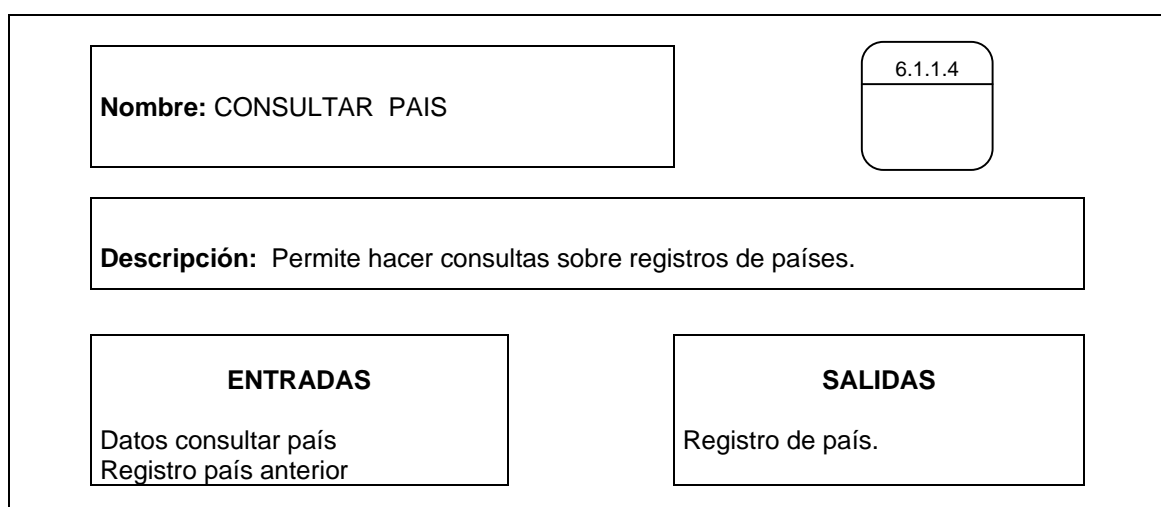 6.1.1.4
Nombre: CONSULTAR PAIS
Descripción: Permite hacer consultas sobre registros de países.
ENTRADAS
Datos consultar país
Registro país anterior
SALIDAS
Registro de país.